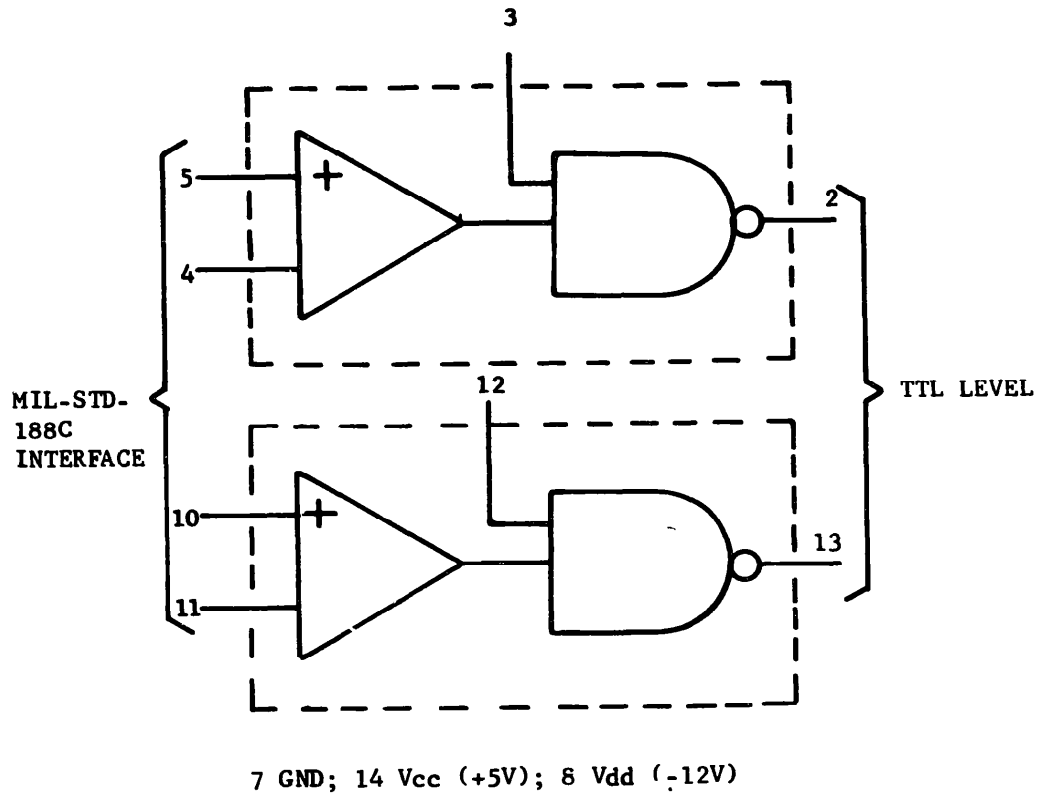 3
+
5
2
4
12
MIL-STD-
188C
INTERFACE
TTL LEVEL
+
10
13
11
7 GND; 14 Vcc (+5V); 8 Vdd (-12V)